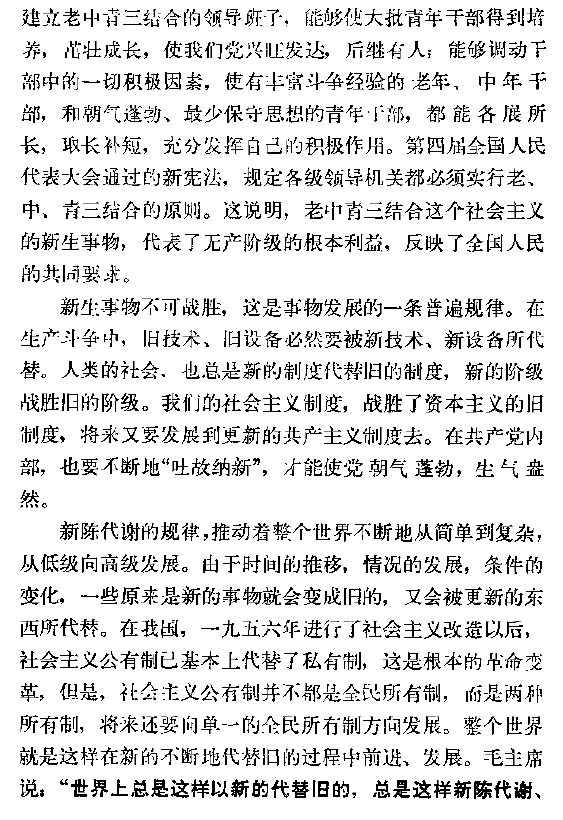 建立老中青三结合的领导班子，能够使大批青年干部得到培
养，茁壮成长，使我们党兴旺发达，后继有人；能够调动干
部中的一切积极因素，使有丰富斗争经验的老年、中年干
部，和朝气蓬勃、最少保守思想的青年干部，都能各展所
长，取长补短，充分发挥自己的积极作用。第四届全国人民
代表大会通过的新宪法，规定各级领导机关都必须实行老、
中、青三结合的原则。这说明，老中青三结合这个社会主义
的新生事物，代表了无产阶级的根本利益，反映了全国人民
的共同要求。
新生事物不可战胜，这是事物发展的一条普遍规律。在
生产斗争中，旧技术、旧设备必然要被新技术、新设备所代
替。人类的社会，也总是新的制度代替旧的制度，新的阶级
战胜旧的阶级。我们的社会主义制度，战胜了资本主义的旧
制度，将来又要发展到更新的共产主义制度去。在共产党内
部，也要不断地“吐故纳新”，才能使党朝气蓬勃，生气盎
然。
新陈代谢的规律，推动着整个世界不断地从简单到复杂，
从低级向高级发展。由于时间的推移，情况的发展，条件的
变化，一些原来是新的事物就会变成旧的，又会被更新的东
西所代替。在我国，一九五六年进行了社会主义改造以后，
社会主义公有制已基本上代替了私有制，这是根本的革命变
革，但是，社会主义公有制并不都是全民所有制，而是两种
所有制，将来还要向单一的全民所有制方向发展。整个世界
就是这样在新的不断地代替旧的过程中前进、发展。毛主席
说：“世界上总是这样以新的代替旧的，总是这样新陈代谢、